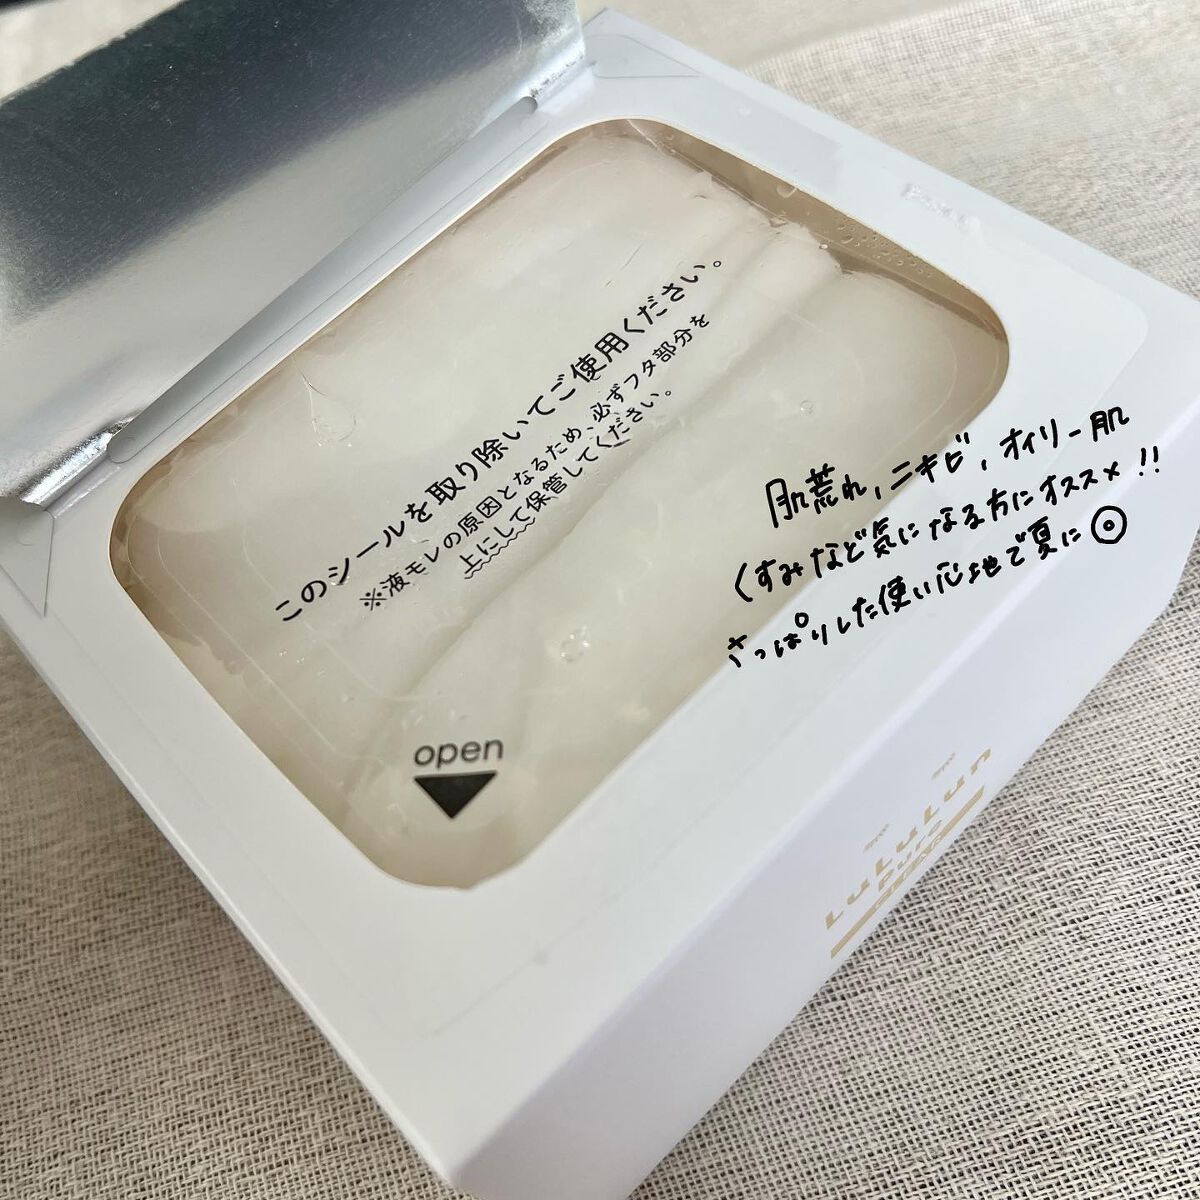 このシールを取り除いてご使用ください。
※液モレの原因となるため、必ずフタ部分を
上にして保管してください。
open
肌荒れ, ニキビ, オイリー肌
くすみなど気になる方にオススメ!!
さっぱりした使い心地で夏に◎
LuLuLun
pure